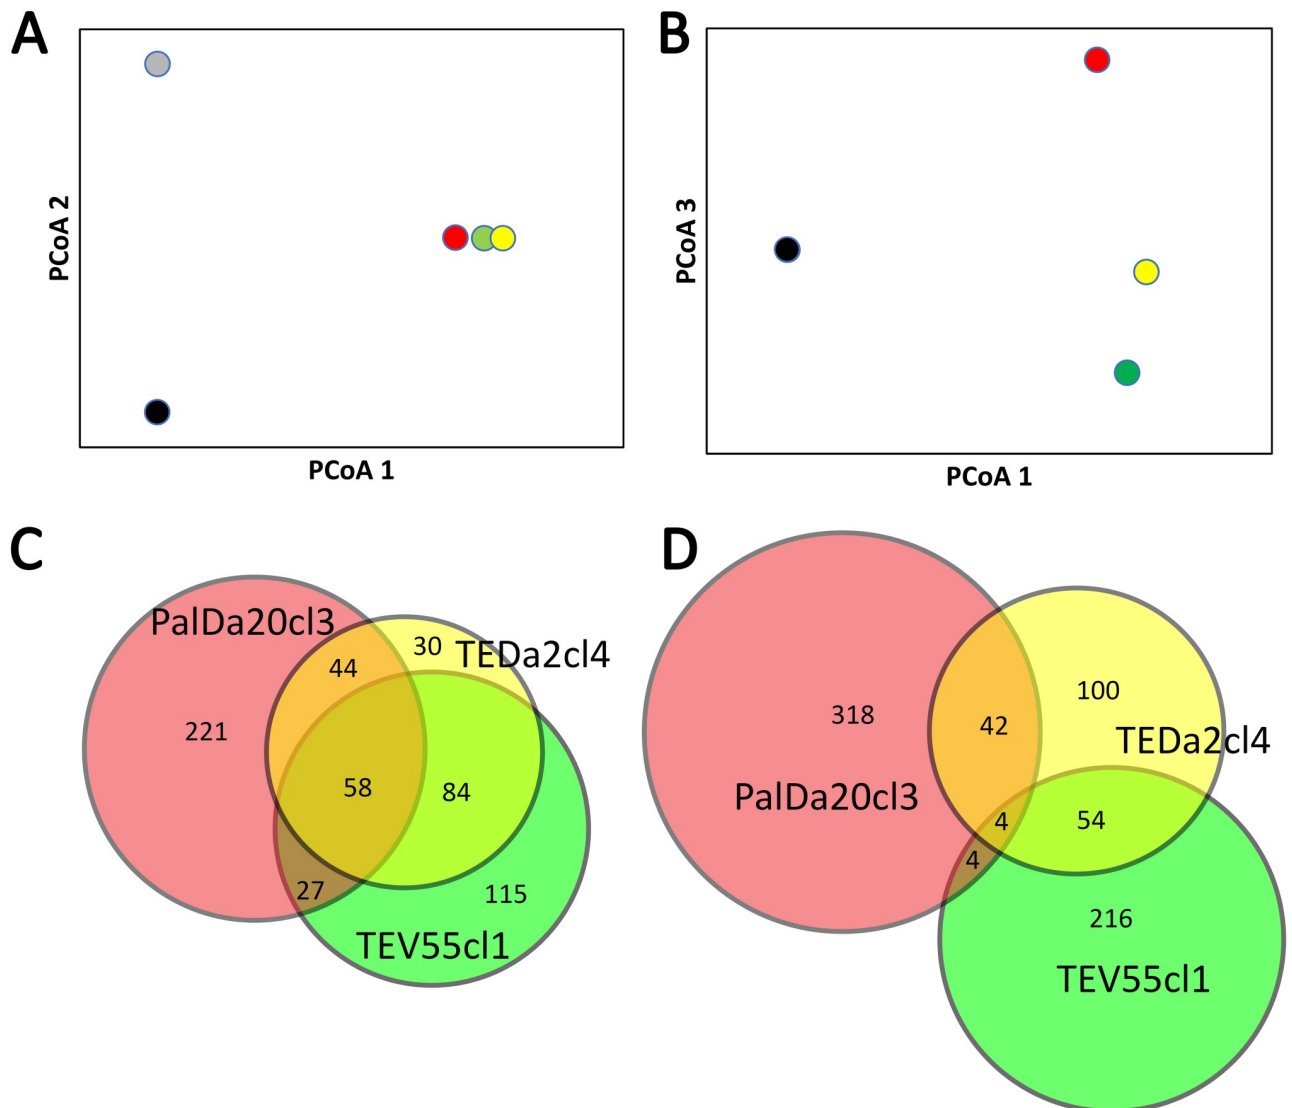 A
PCoA 2
PCoA 1
B
PCoA 3
PCoA 1
C
PalDa20cl3
30
TEDa2cl4
44
221
58
84
27
115
TEV55cl1
D
100
318
42
TEDa2cl4
PalDa20cl3
4
54
4
216
TEV55cl1